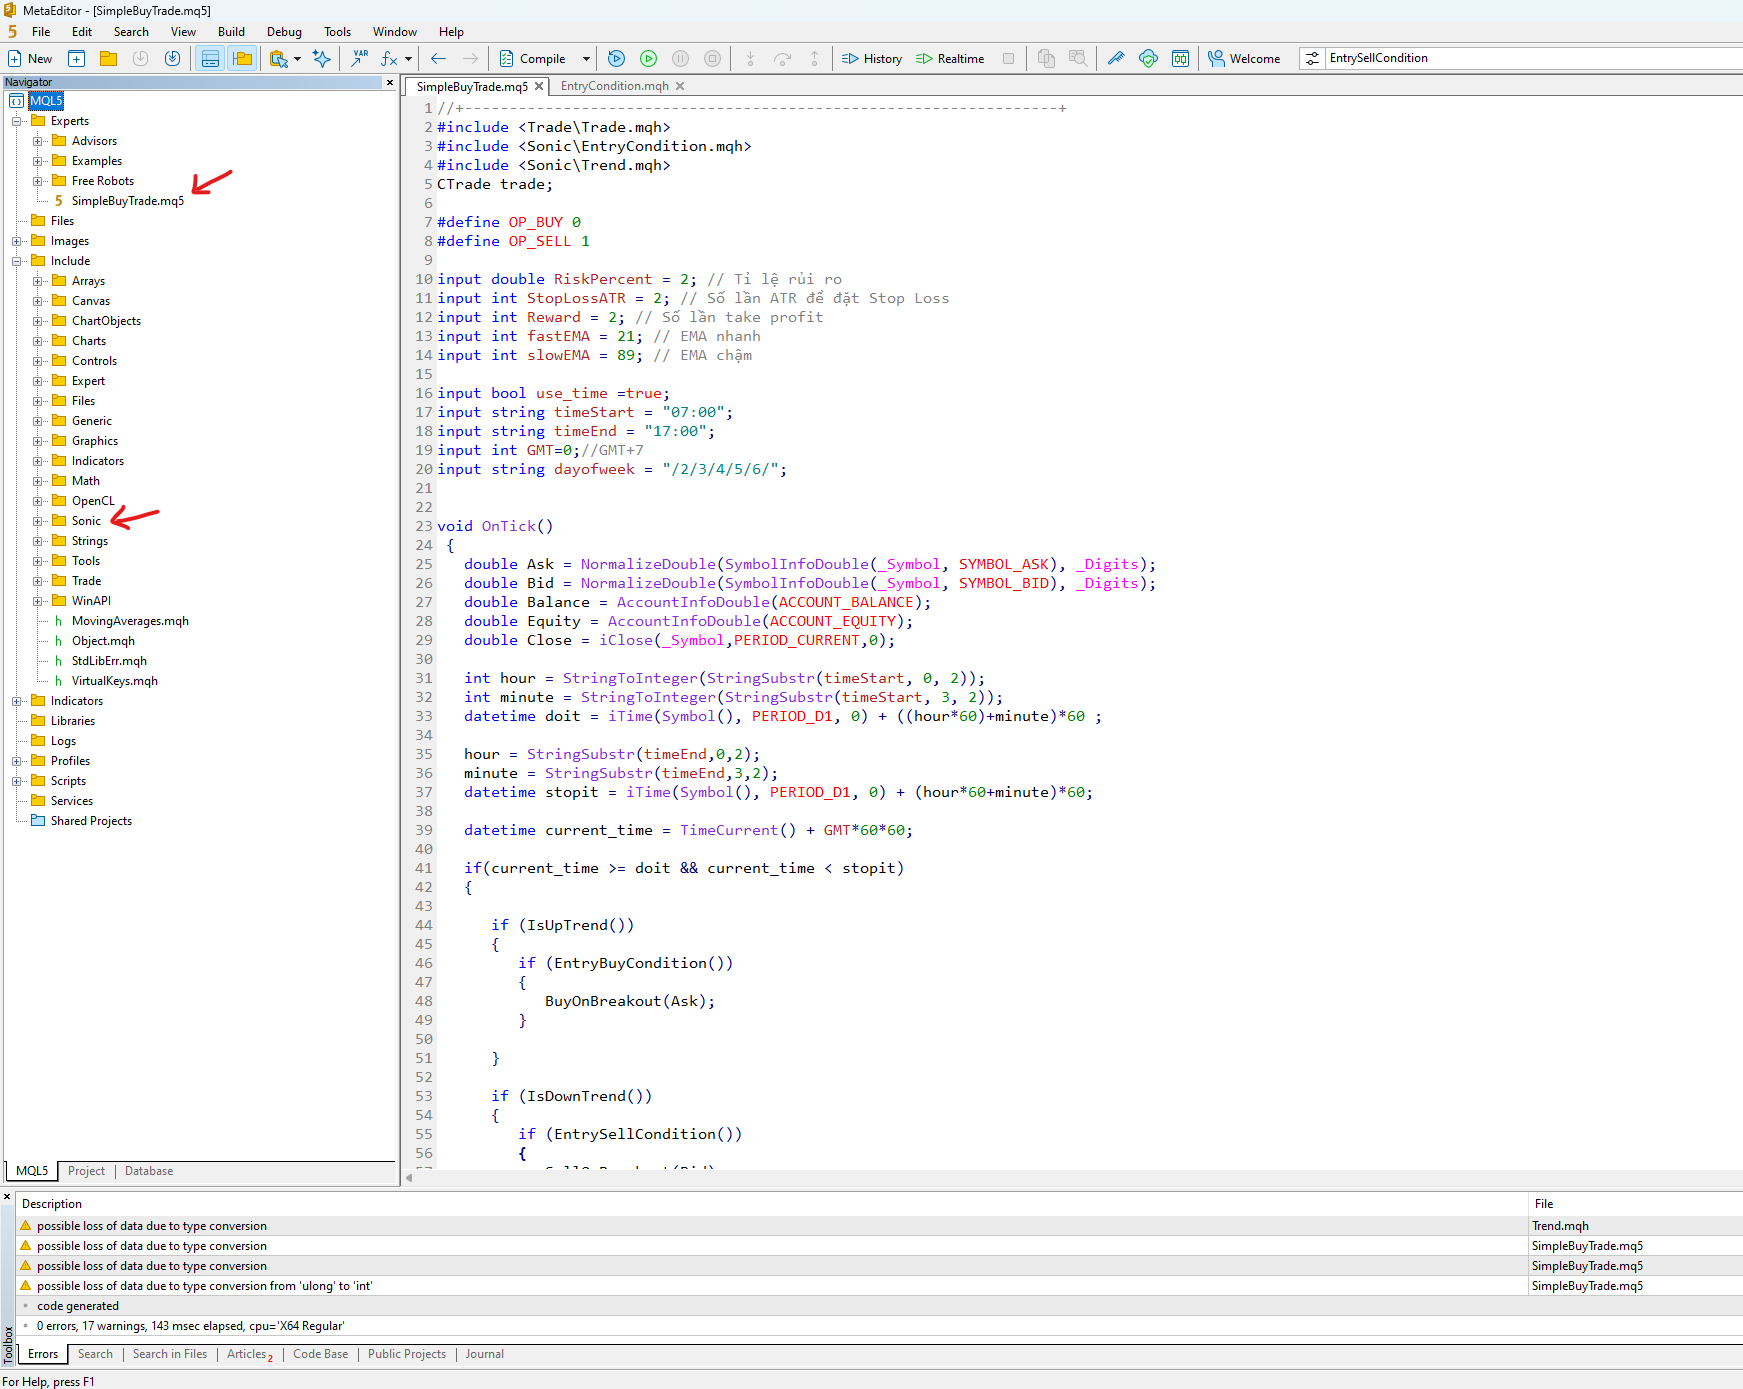 MetaEditor - [SimpleBuyTrade.mq5]
5 File Edit Search View Build Debug Tools Window Help
New VAR fx Compile History Realtime Welcome EntrySellCondition
Navigator
MQL5
Experts
Advisors
Examples
Free Robots
5 SimpleBuyTrade.mq5
Files
Images
Include
Arrays
Canvas
ChartObjects
Charts
Controls
Expert
Files
Generic
Graphics
Indicators
Math
OpenCL
Sonic
Strings
Tools
Trade
WinAPI
h MovingAverages.mqh
h Object.mqh
h StdLibErr.mqh
h VirtualKeys.mqh
Indicators
Libraries
Logs
Profiles
Scripts
Services
Shared Projects
MQL5 Project Database
SimpleBuyTrade.mq5 EntryCondition.mqh
1 //+------------------------------------------------------------------+
2 #include <Trade\Trade.mqh>
3 #include <Sonic\EntryCondition.mqh>
4 #include <Sonic\Trend.mqh>
5 CTrade trade;
6
7 #define OP_BUY 0
8 #define OP_SELL 1
9
10 input double RiskPercent = 2; // Tỉ lệ rủi ro
11 input int StopLossATR = 2; // Số lần ATR để đặt Stop Loss
12 input int Reward = 2; // Số lần take profit
13 input int fastEMA = 21; // EMA nhanh
14 input int slowEMA = 89; // EMA chậm
15
16 input bool use_time =true;
17 input string timeStart = "07:00";
18 input string timeEnd = "17:00";
19 input int GMT=0;//GMT+7
20 input string dayofweek = "/2/3/4/5/6/";
21
22
23 void OnTick()
24 {
25 double Ask = NormalizeDouble(SymbolInfoDouble(_Symbol, SYMBOL_ASK), _Digits);
26 double Bid = NormalizeDouble(SymbolInfoDouble(_Symbol, SYMBOL_BID), _Digits);
27 double Balance = AccountInfoDouble(ACCOUNT_BALANCE);
28 double Equity = AccountInfoDouble(ACCOUNT_EQUITY);
29 double Close = iClose(_Symbol,PERIOD_CURRENT,0);
30
31 int hour = StringToInteger(StringSubstr(timeStart, 0, 2));
32 int minute = StringToInteger(StringSubstr(timeStart, 3, 2));
33 datetime doit = iTime(Symbol(), PERIOD_D1, 0) + ((hour*60)+minute)*60 ;
34
35 hour = StringSubstr(timeEnd,0,2);
36 minute = StringSubstr(timeEnd,3,2);
37 datetime stopit = iTime(Symbol(), PERIOD_D1, 0) + (hour*60+minute)*60;
38
39 datetime current_time = TimeCurrent() + GMT*60*60;
40
41 if(current_time >= doit && current_time < stopit)
42 {
43
44 if (IsUpTrend())
45 {
46 if (EntryBuyCondition())
47 {
48 BuyOnBreakout(Ask);
49 }
50
51 }
52
53 if (IsDownTrend())
54 {
55 if (EntrySellCondition())
56 {
Description File
possible loss of data due to type conversion Trend.mqh
possible loss of data due to type conversion SimpleBuyTrade.mq5
possible loss of data due to type conversion SimpleBuyTrade.mq5
possible loss of data due to type conversion from 'ulong' to 'int' SimpleBuyTrade.mq5
code generated
0 errors, 17 warnings, 143 msec elapsed, cpu='X64 Regular'
Toolbox
Errors Search Search in Files Articles 2 Code Base Public Projects Journal
For Help, press F1